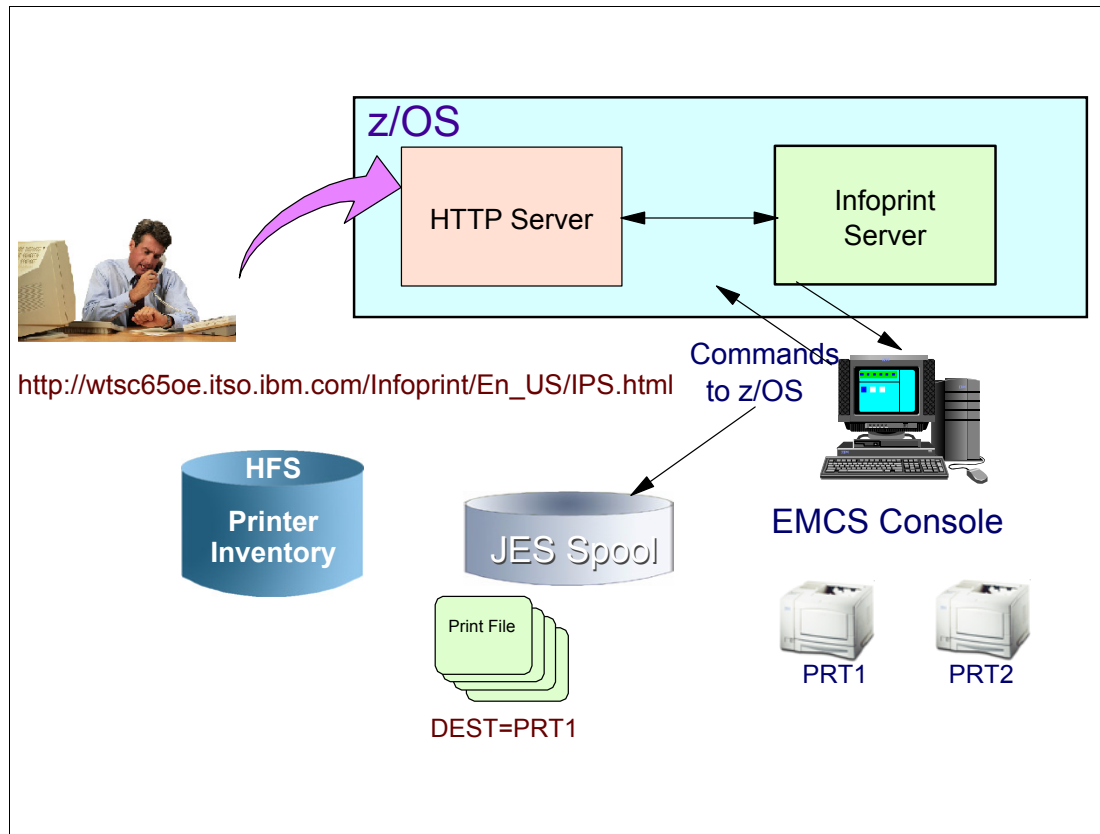 z/OS
HTTP Server
Infoprint
Server
http://wtsc65oe.itso.ibm.com/Infoprint/En_US/IPS.html
Commands
to z/OS
EMCS Console
HFS
Printer
Inventory
JES Spool
Print File
DEST=PRT1
PRT1
PRT2